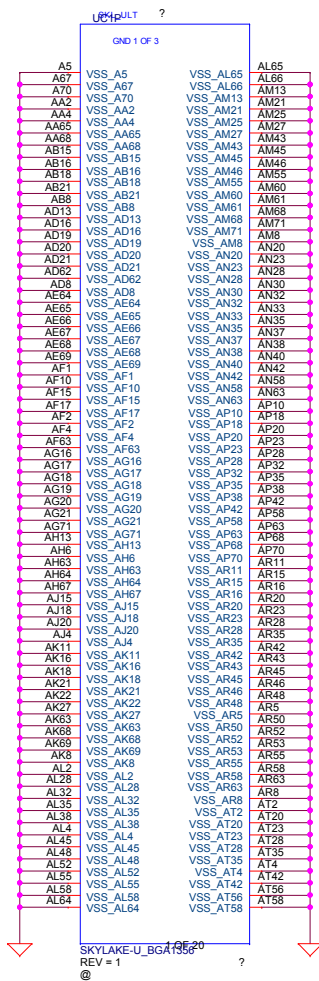 SKL_ULT ?
UC1P
GND 1 OF 3
A5 VSS_A5 VSS_AL65 AL65
A67 VSS_A67 VSS_AL66 AL66
A70 VSS_A70 VSS_AM13 AM13
AA2 VSS_AA2 VSS_AM21 AM21
AA4 VSS_AA4 VSS_AM25 AM25
AA65 VSS_AA65 VSS_AM27 AM27
AA68 VSS_AA68 VSS_AM43 AM43
AB15 VSS_AB15 VSS_AM45 AM45
AB16 VSS_AB16 VSS_AM46 AM46
AB18 VSS_AB18 VSS_AM55 AM55
AB21 VSS_AB21 VSS_AM60 AM60
AB8 VSS_AB8 VSS_AM61 AM61
AD13 VSS_AD13 VSS_AM68 AM68
AD16 VSS_AD16 VSS_AM71 AM71
AD19 VSS_AD19 VSS_AM8 AM8
AD20 VSS_AD20 VSS_AN20 AN20
AD21 VSS_AD21 VSS_AN23 AN23
AD62 VSS_AD62 VSS_AN28 AN28
AD8 VSS_AD8 VSS_AN30 AN30
AE64 VSS_AE64 VSS_AN32 AN32
AE65 VSS_AE65 VSS_AN33 AN33
AE66 VSS_AE66 VSS_AN35 AN35
AE67 VSS_AE67 VSS_AN37 AN37
AE68 VSS_AE68 VSS_AN38 AN38
AE69 VSS_AE69 VSS_AN40 AN40
AF1 VSS_AF1 VSS_AN42 AN42
AF10 VSS_AF10 VSS_AN58 AN58
AF15 VSS_AF15 VSS_AN63 AN63
AF17 VSS_AF17 VSS_AP10 AP10
AF2 VSS_AF2 VSS_AP18 AP18
AF4 VSS_AF4 VSS_AP20 AP20
AF63 VSS_AF63 VSS_AP23 AP23
AG16 VSS_AG16 VSS_AP28 AP28
AG17 VSS_AG17 VSS_AP32 AP32
AG18 VSS_AG18 VSS_AP35 AP35
AG19 VSS_AG19 VSS_AP38 AP38
AG20 VSS_AG20 VSS_AP42 AP42
AG21 VSS_AG21 VSS_AP58 AP58
AG71 VSS_AG71 VSS_AP63 AP63
AH13 VSS_AH13 VSS_AP68 AP68
AH6 VSS_AH6 VSS_AP70 AP70
AH63 VSS_AH63 VSS_AR11 AR11
AH64 VSS_AH64 VSS_AR15 AR15
AH67 VSS_AH67 VSS_AR16 AR16
AJ15 VSS_AJ15 VSS_AR20 AR20
AJ18 VSS_AJ18 VSS_AR23 AR23
AJ20 VSS_AJ20 VSS_AR28 AR28
AJ4 VSS_AJ4 VSS_AR35 AR35
AK11 VSS_AK11 VSS_AR42 AR42
AK16 VSS_AK16 VSS_AR43 AR43
AK18 VSS_AK18 VSS_AR45 AR45
AK21 VSS_AK21 VSS_AR46 AR46
AK22 VSS_AK22 VSS_AR48 AR48
AK27 VSS_AK27 VSS_AR5 AR5
AK63 VSS_AK63 VSS_AR50 AR50
AK68 VSS_AK68 VSS_AR52 AR52
AK69 VSS_AK69 VSS_AR53 AR53
AK8 VSS_AK8 VSS_AR55 AR55
AL2 VSS_AL2 VSS_AR58 AR58
AL28 VSS_AL28 VSS_AR63 AR63
AL32 VSS_AL32 VSS_AR8 AR8
AL35 VSS_AL35 VSS_AT2 AT2
AL38 VSS_AL38 VSS_AT20 AT20
AL4 VSS_AL4 VSS_AT23 AT23
AL45 VSS_AL45 VSS_AT28 AT28
AL48 VSS_AL48 VSS_AT35 AT35
AL52 VSS_AL52 VSS_AT4 AT4
AL55 VSS_AL55 VSS_AT42 AT42
AL58 VSS_AL58 VSS_AT56 AT56
AL64 VSS_AL64 VSS_AT58 AT58
1 OF 20
SKYLAKE-U_BGA1356
REV = 1 ?
@